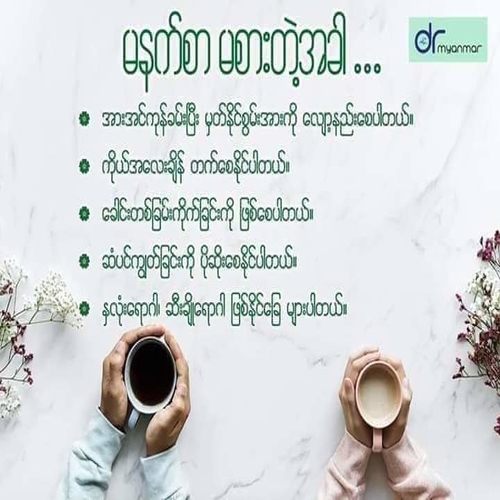 မနက်စာ မစားတဲ့အခါ ...
dr
myanmar
အားအင်ကုန်ခမ်းပြီး မှတ်နိုင်စွမ်းအားကို လျော့နည်းစေပါတယ်။
ကိုယ်အလေးချိန် တက်စေနိုင်ပါတယ်။
ခေါင်းတစ်ခြမ်းကိုက်ခြင်းကို ဖြစ်စေပါတယ်။
ဆံပင်ကျွတ်ခြင်းကို ပိုဆိုးစေနိုင်ပါတယ်။
နှလုံးရောဂါ၊ ဆီးချိုရောဂါ ဖြစ်နိုင်ခြေ များပါတယ်။